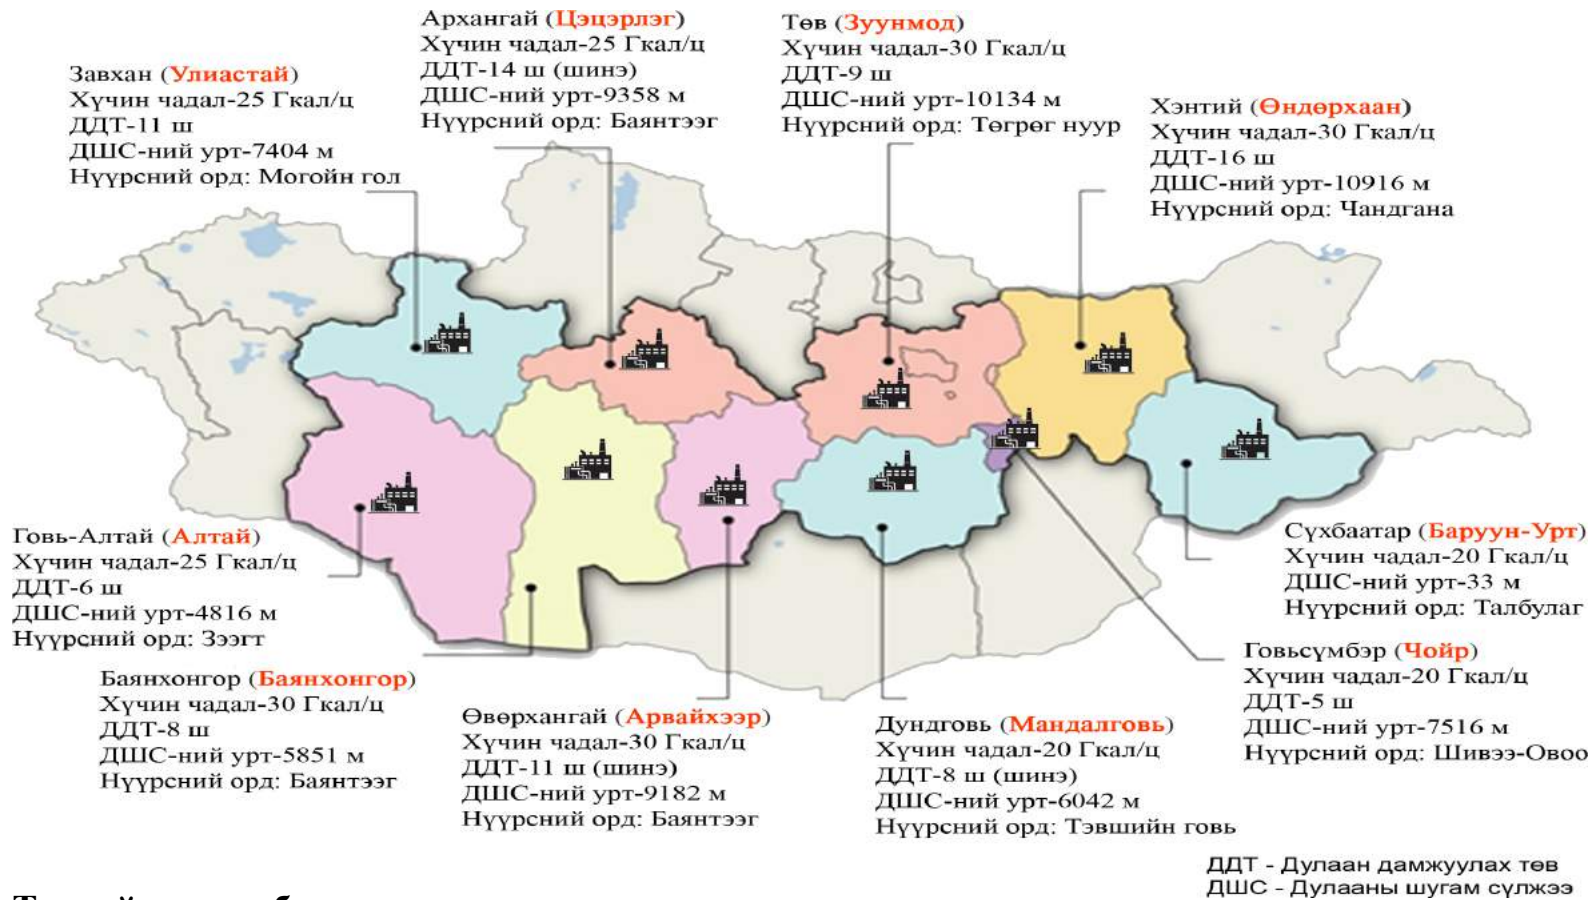 Архангай (Цэцэрлэг)
Хүчин чадал-25 Гкал/ц
ДДТ-14 ш (шинэ)
ДШС-ний урт-9358 м
Нүүрсний орд: Баянтээг
Төв (Зуунмод)
Хүчин чадал-30 Гкал/ц
ДДТ-9 ш
ДШС-ний урт-10134 м
Нүүрсний орд: Төгрөг нуур
Завхан (Улиастай)
Хүчин чадал-25 Гкал/ц
ДДТ-11 ш
ДШС-ний урт-7404 м
Нүүрсний орд: Могойн гол
Хэнтий (Өндөрхаан)
Хүчин чадал-30 Гкал/ц
ДДТ-16 ш
ДШС-ний урт-10916 м
Нүүрсний орд: Чандгана
Говь-Алтай (Алтай)
Хүчин чадал-25 Гкал/ц
ДДТ-6 ш
ДШС-ний урт-4816 м
Нүүрсний орд: Зээгт
Сүхбаатар (Баруун-Урт)
Хүчин чадал-20 Гкал/ц
ДШС-ний урт-33 м
Нүүрсний орд: Талбулаг
Баянхонгор (Баянхонгор)
Хүчин чадал-30 Гкал/ц
ДДТ-8 ш
ДШС-ний урт-5851 м
Нүүрсний орд: Баянтээг
Өвөрхангай (Арвайхээр)
Хүчин чадал-30 Гкал/ц
ДДТ-11 ш (шинэ)
ДШС-ний урт-9182 м
Нүүрсний орд: Баянтээг
Дундговь (Мандалговь)
Хүчин чадал-20 Гкал/ц
ДДТ-8 ш (шинэ)
ДШС-ний урт-6042 м
Нүүрсний орд: Тэвшийн говь
Говьсүмбэр (Чойр)
Хүчин чадал-20 Гкал/ц
ДДТ-5 ш
ДШС-ний урт-7516 м
Нүүрсний орд: Шивээ-Овоо
ДДТ - Дулаан дамжуулах төв
ДШС - Дулааны шугам сүлжээ